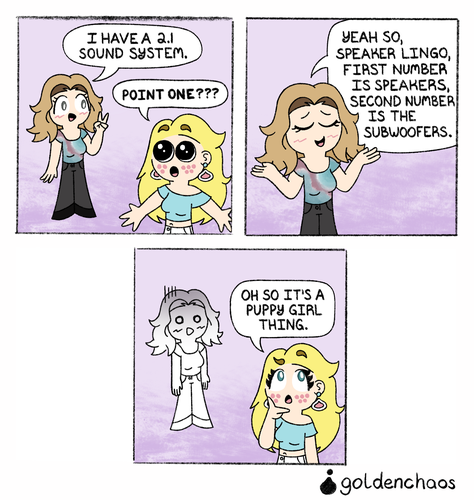 I HAVE A 2.1
SOUND SYSTEM.
POINT ONE???
YEAH SO,
SPEAKER LINGO,
FIRST NUMBER
IS SPEAKERS,
SECOND NUMBER
IS THE
SUBWOOFERS.
OH SO IT'S A
PUPPY GIRL
THING.
goldenchaos